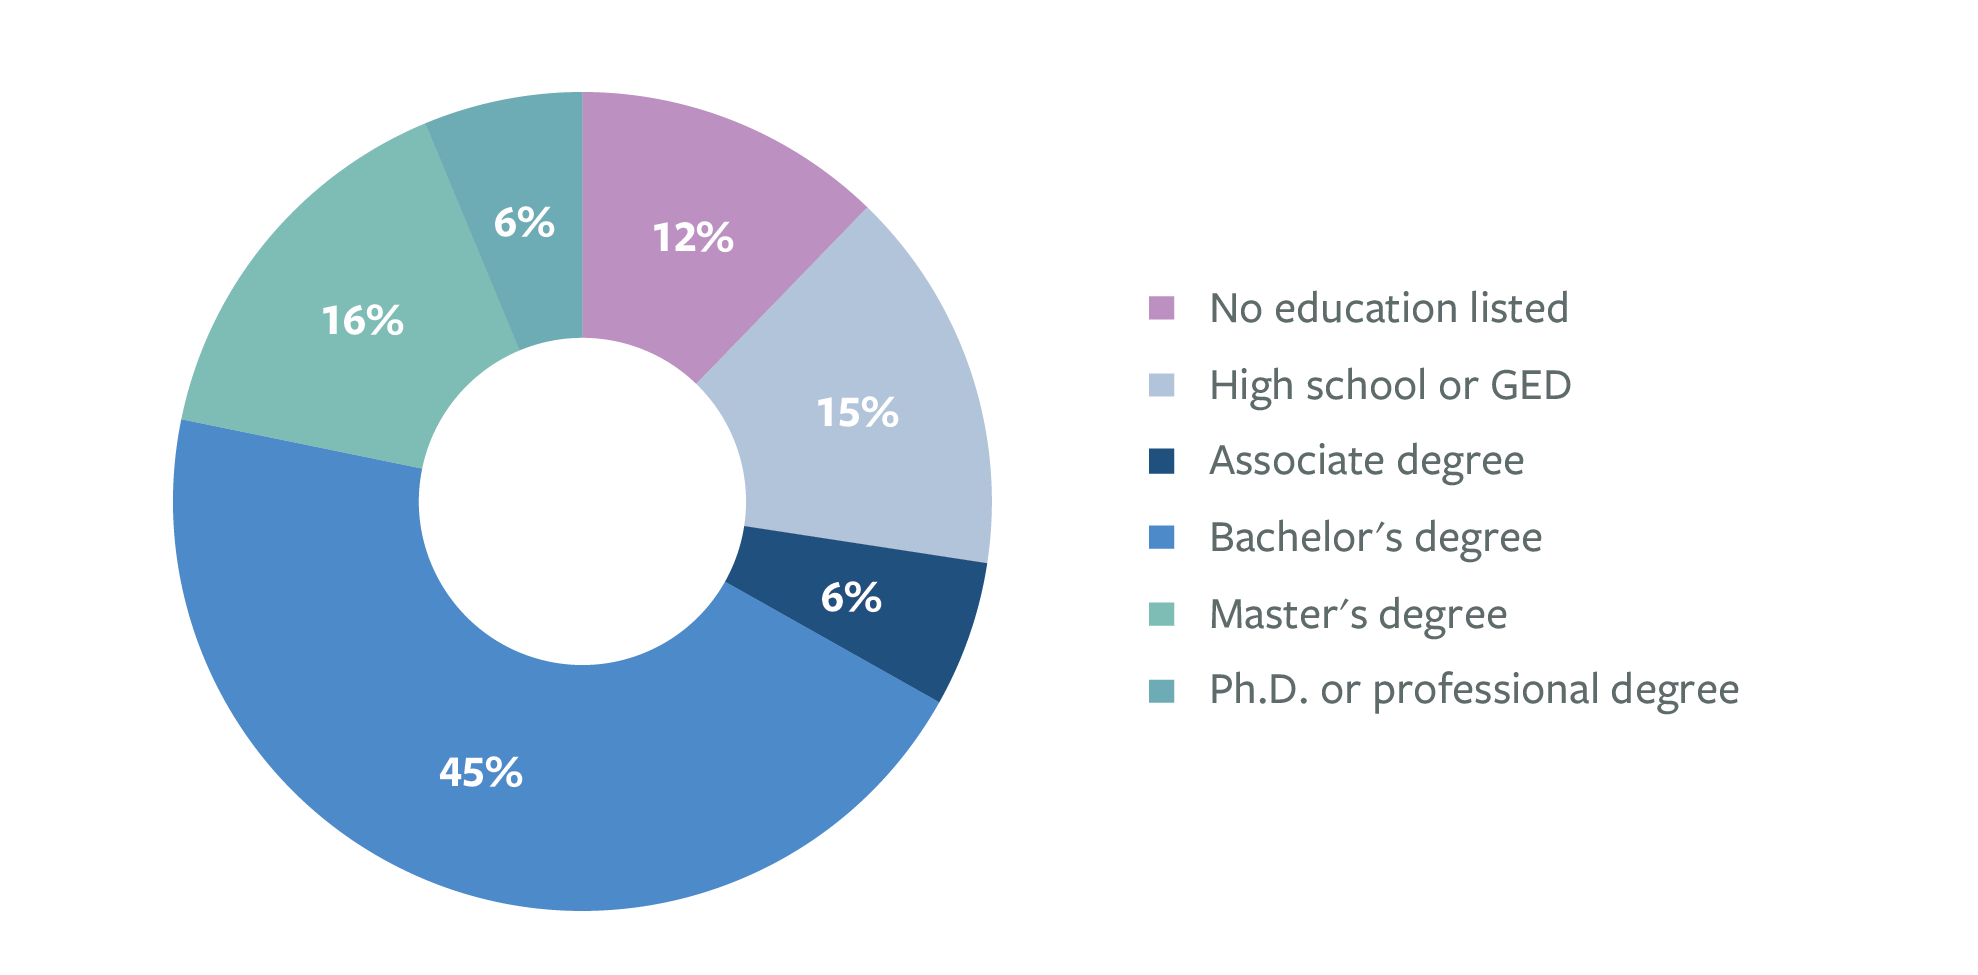 6%
12%
16%
15%
6%
45%
No education listed
High school or GED
Associate degree
Bachelor's degree
Master's degree
Ph.D. or professional degree